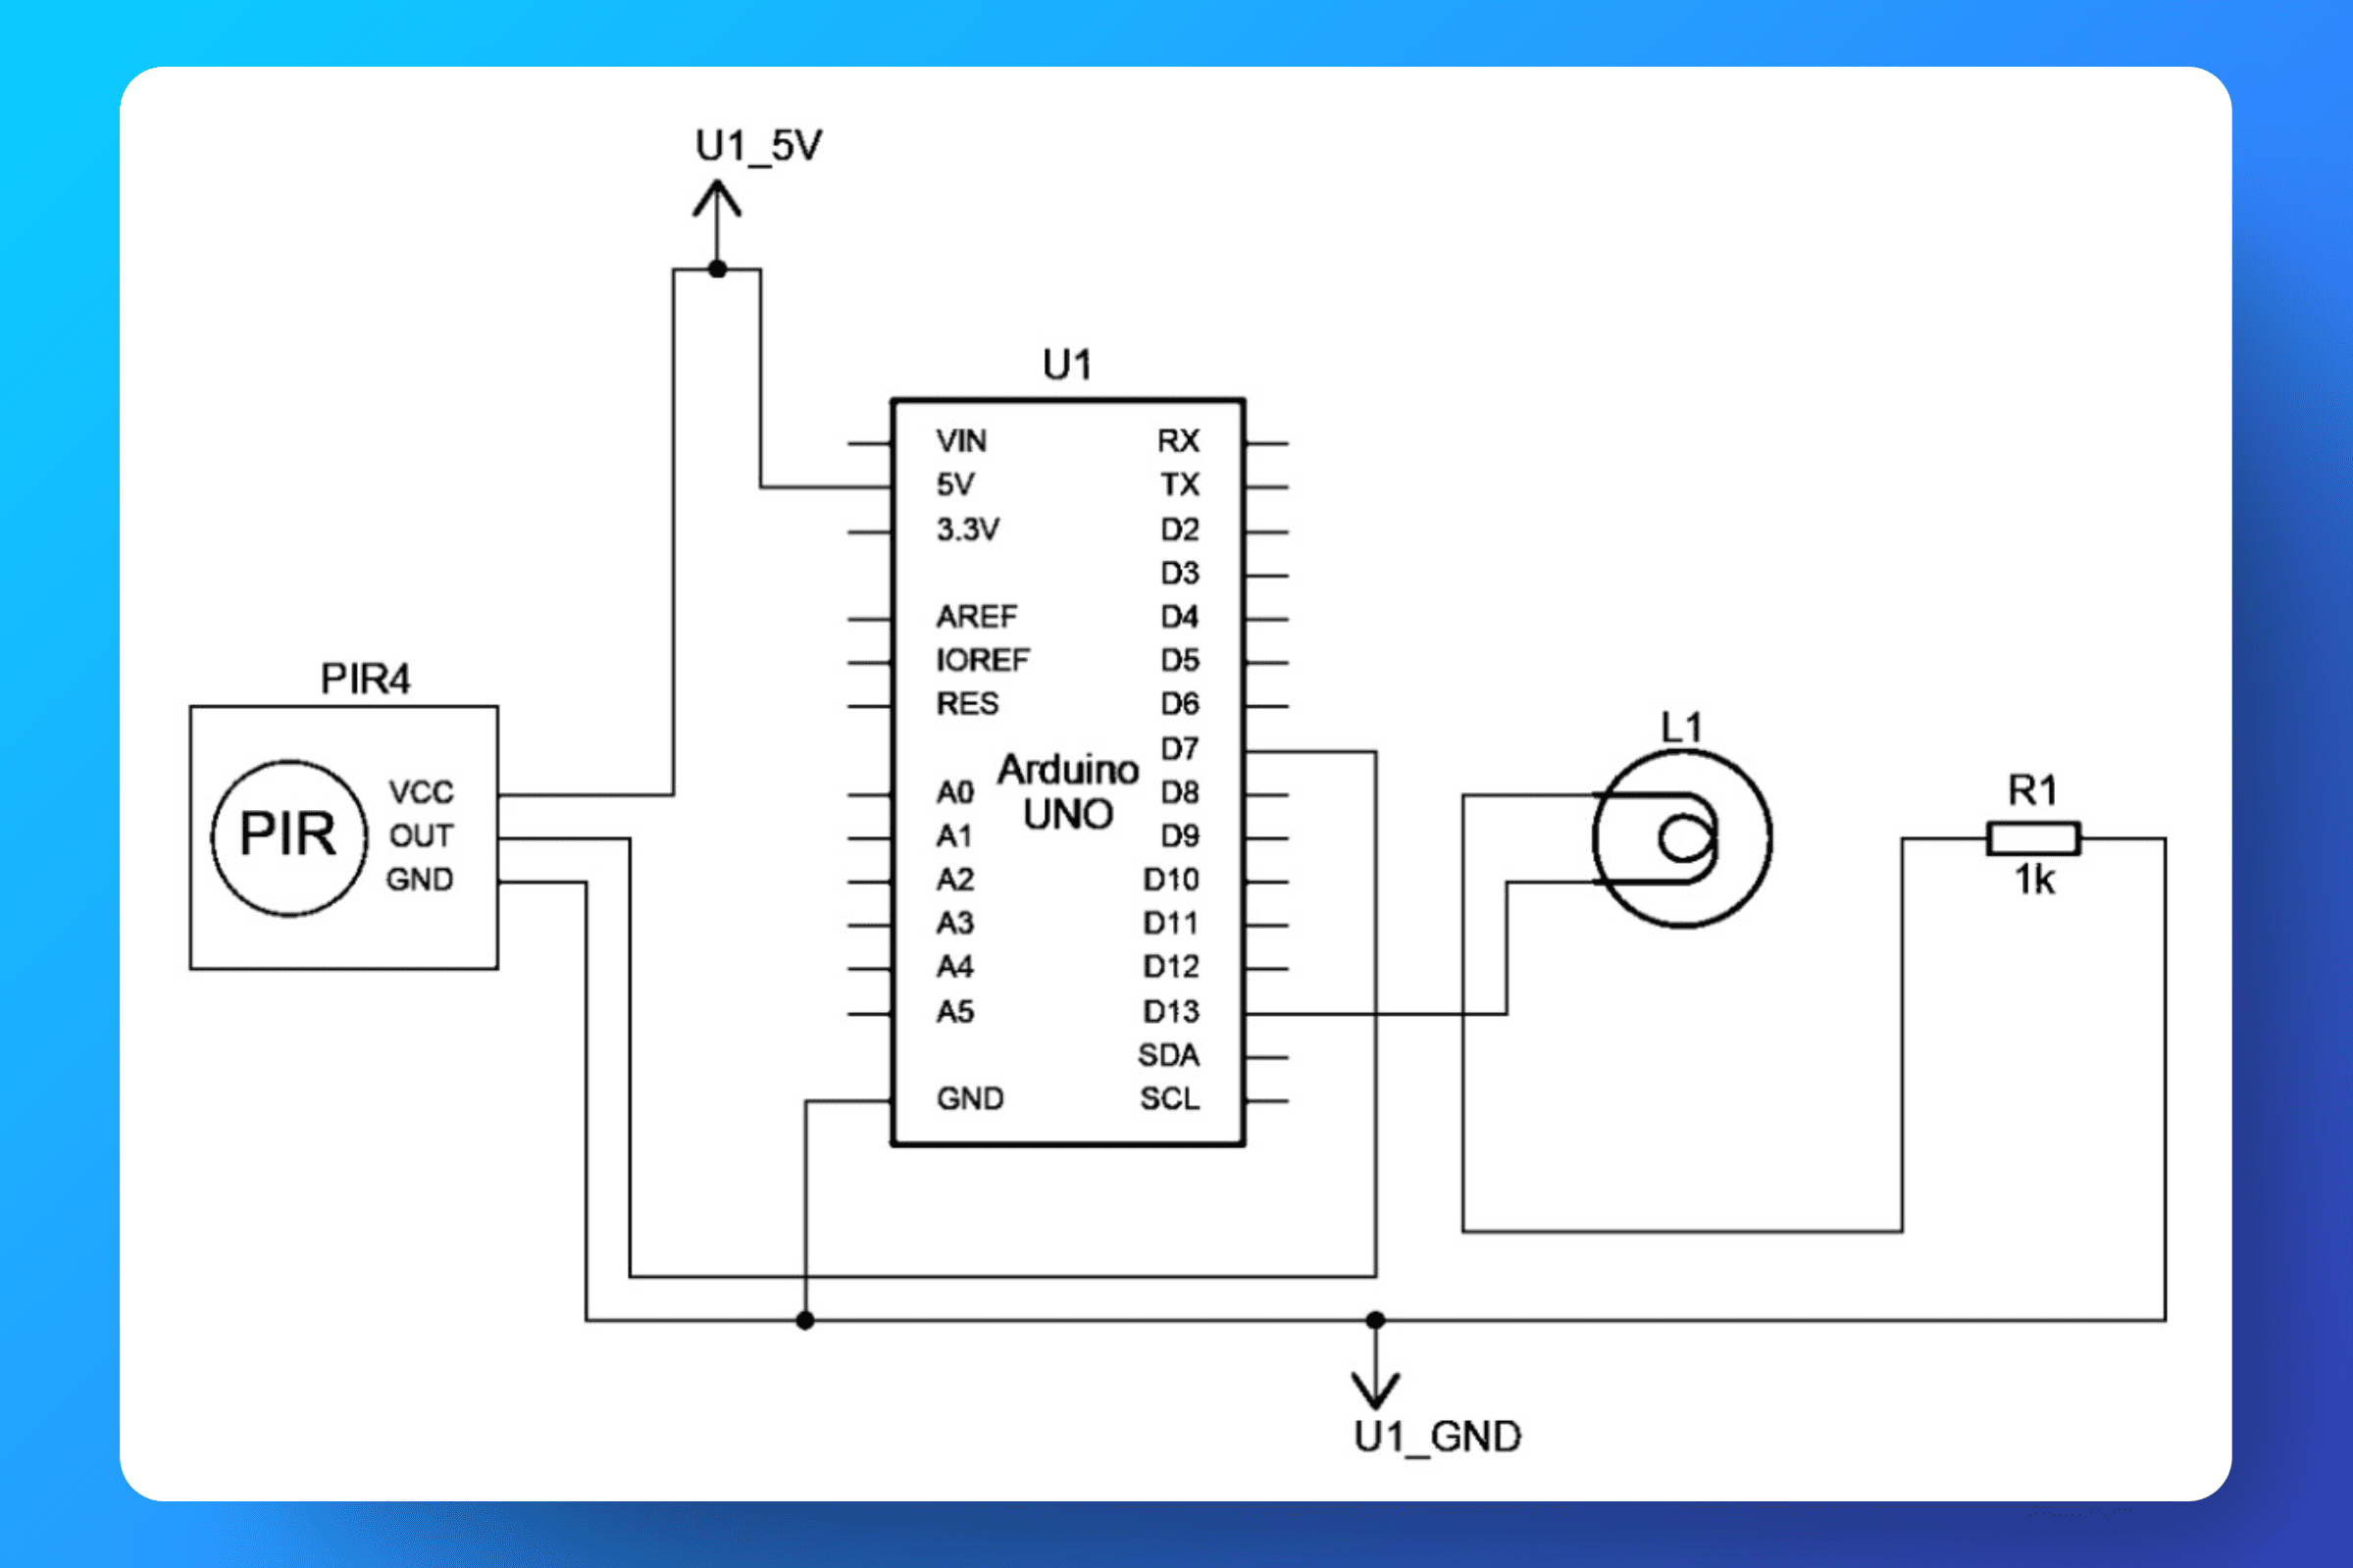 U1_5V
U1
VIN
5V
3.3V
AREF
IOREF
RES
A0
A1
A2
A3
A4
A5
GND
Arduino
UNO
RX
TX
D2
D3
D4
D5
D6
D7
D8
D9
D10
D11
D12
D13
SDA
SCL
PIR4
PIR
VCC
OUT
GND
L1
R1
1k
U1_GND